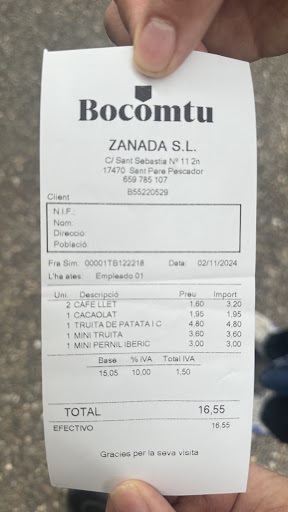 Bocomtu
ZANADA S.L.
C/ Sant Sebastia Nº 11 2n
17470 Sant Pere Pescador
659 785 107
B55220529
Client
N.I.F.:
Nom:
Direcció
Població
Fra Sim: 00001TB122218 Data: 02/11/2024
L'ha ates: Empleado 01
Uni. Descripció Preu Import
2 CAFE LLET 1,60 3,20
1 CACAOLAT 1,95 1,95
1 TRUITA DE PATATA I C 4,80 4,80
1 MINI TRUITA 3,60 3,60
1 MINI PERNIL IBERIC 3,00 3,00
Base % IVA Total IVA
15,05 10,00 1,50
TOTAL 16,55
EFECTIVO 16,55
Gracies per la seva visita